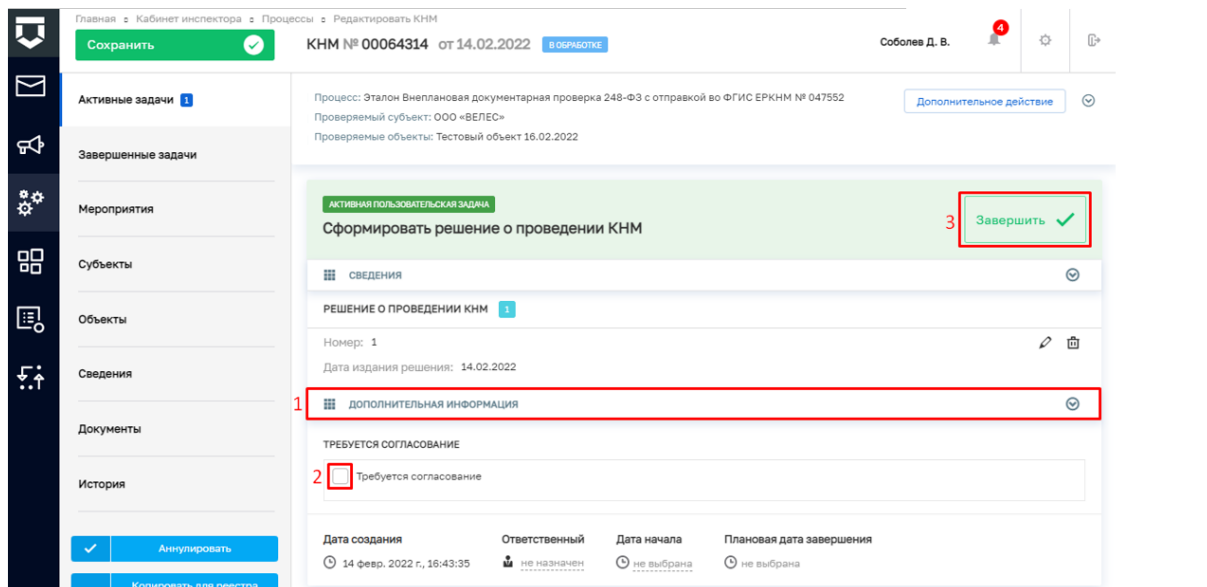 Главная : Кабинет инспектора : Процессы : Редактировать КНМ
Сохранить
КНМ № 00064314 от 14.02.2022 В ОБРАБОТКЕ
Соболев Д. В.
4
Активные задачи 1
Завершенные задачи
Мероприятия
Субъекты
Объекты
Сведения
Документы
История
Аннулировать
Копировать для реестра
Процесс: Эталон Внеплановая документарная проверка 248-ФЗ с отправкой во ФГИС ЕРКНМ № 047552
Проверяемый субъект: ООО «ВЕЛЕС»
Проверяемые объекты: Тестовый объект 16.02.2022
Дополнительное действие
АКТИВНАЯ ПОЛЬЗОВАТЕЛЬСКАЯ ЗАДАЧА
Сформировать решение о проведении КНМ
3 Завершить
СВЕДЕНИЯ
РЕШЕНИЕ О ПРОВЕДЕНИИ КНМ 1
Номер: 1
Дата издания решения: 14.02.2022
1 ДОПОЛНИТЕЛЬНАЯ ИНФОРМАЦИЯ
ТРЕБУЕТСЯ СОГЛАСОВАНИЕ
2 Требуется согласование
Дата создания Ответственный Дата начала Плановая дата завершения
14 февр. 2022 г., 16:43:35 не назначен не выбрана не выбрана